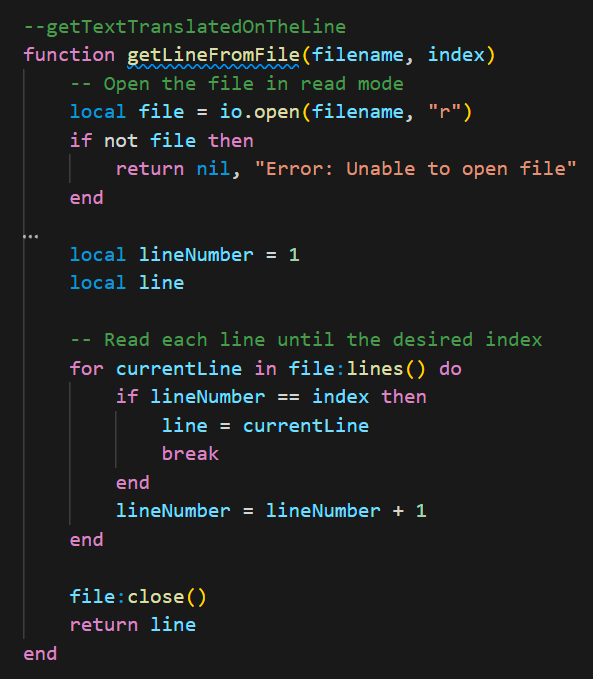 --getTextTranslatedOnTheLine
function getLineFromFile(filename, index)
    -- Open the file in read mode
    local file = io.open(filename, "r")
    if not file then
        return nil, "Error: Unable to open file"
    end

    local lineNumber = 1
    local line

    -- Read each line until the desired index
    for currentLine in file:lines() do
        if lineNumber == index then
            line = currentLine
            break
        end
        lineNumber = lineNumber + 1
    end

    file:close()
    return line
end